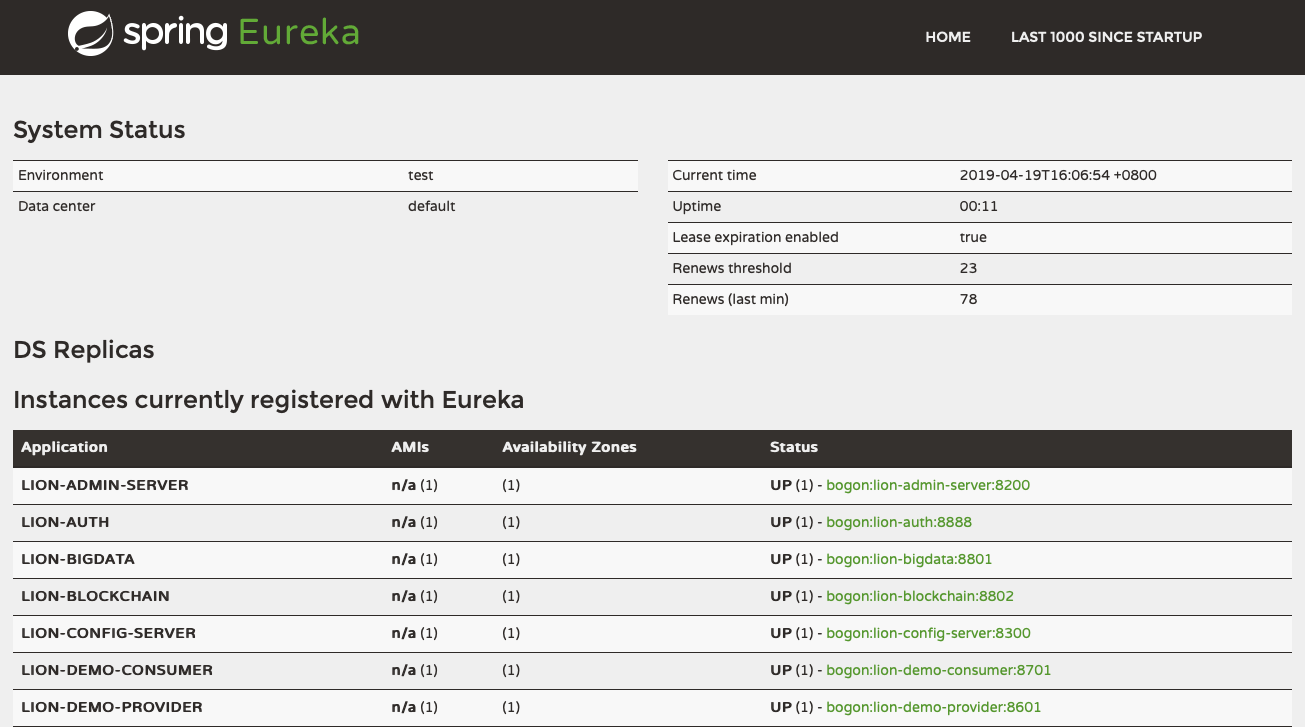 spring Eureka HOME LAST 1000 SINCE STARTUP
System Status
Environment test
Data center default
Current time 2019-04-19T16:06:54 +0800
Uptime 00:11
Lease expiration enabled true
Renews threshold 23
Renews (last min) 78
DS Replicas
Instances currently registered with Eureka
Application AMIs Availability Zones Status
LION-ADMIN-SERVER n/a (1) (1) UP (1) - bogon:lion-admin-server:8200
LION-AUTH n/a (1) (1) UP (1) - bogon:lion-auth:8888
LION-BIGDATA n/a (1) (1) UP (1) - bogon:lion-bigdata:8801
LION-BLOCKCHAIN n/a (1) (1) UP (1) - bogon:lion-blockchain:8802
LION-CONFIG-SERVER n/a (1) (1) UP (1) - bogon:lion-config-server:8300
LION-DEMO-CONSUMER n/a (1) (1) UP (1) - bogon:lion-demo-consumer:8701
LION-DEMO-PROVIDER n/a (1) (1) UP (1) - bogon:lion-demo-provider:8601